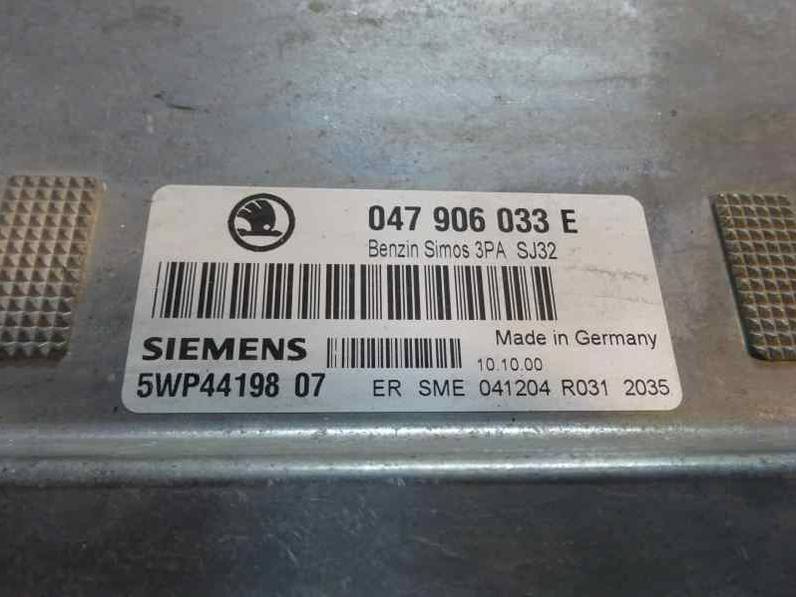 047 906 033 E
Benzin Simos 3PA SJ32
Made in Germany
SIEMENS
10.10.00
5WP44198 07
ER SME 041204 R031 2035